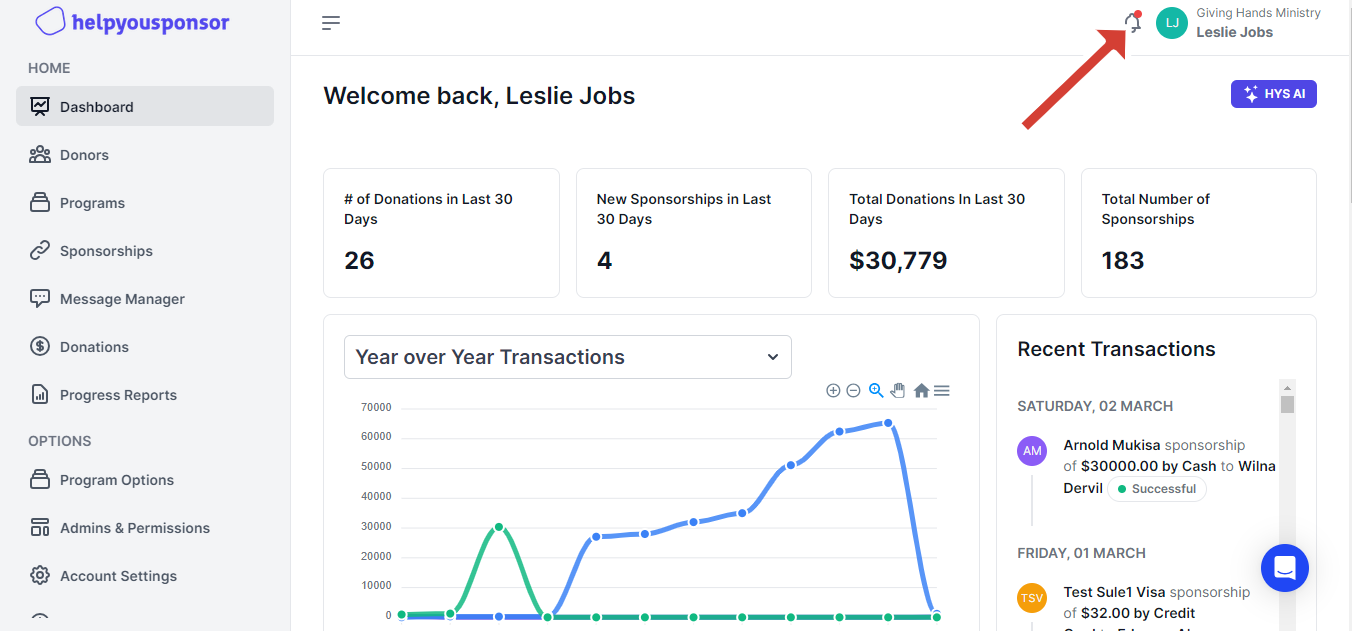 helpyousponsor
HOME
Dashboard
Donors
Programs
Sponsorships
Message Manager
Donations
Progress Reports
OPTIONS
Program Options
Admins & Permissions
Account Settings
LJ
Giving Hands Ministry
Leslie Jobs
Welcome back, Leslie Jobs
HYS AI
# of Donations in Last 30
Days
26
New Sponsorships in Last
30 Days
4
Total Donations In Last 30
Days
$30,779
Total Number of
Sponsorships
183
Year over Year Transactions
70000
60000
50000
40000
30000
20000
10000
0
Recent Transactions
SATURDAY, 02 MARCH
AM
Arnold Mukisa sponsorship
of $30000.00 by Cash to Wilna
Dervil Successful
FRIDAY, 01 MARCH
TSV
Test Sule1 Visa sponsorship
of $32.00 by Credit